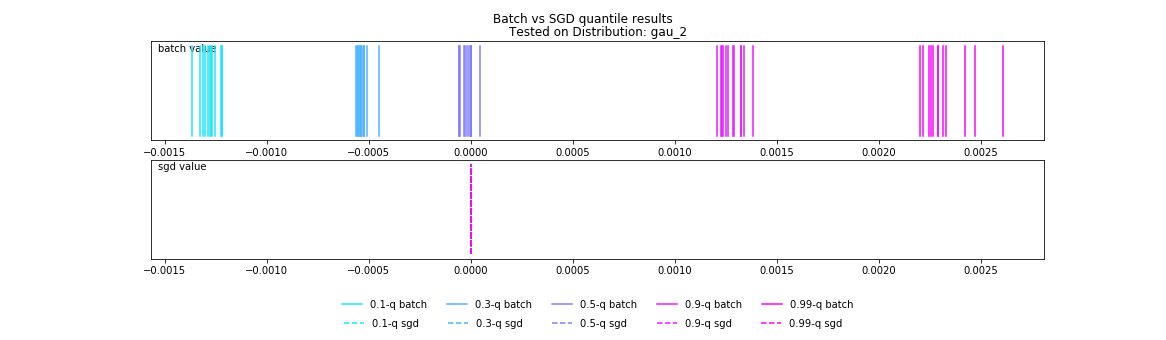 Batch vs SGD quantile results
Tested on Distribution: gau_2
batch value
−0.0015 −0.0010 −0.0005 0.0000 0.0005 0.0010 0.0015 0.0020 0.0025
sgd value
−0.0015 −0.0010 −0.0005 0.0000 0.0005 0.0010 0.0015 0.0020 0.0025
0.1-q batch 0.3-q batch 0.5-q batch 0.9-q batch 0.99-q batch
0.1-q sgd 0.3-q sgd 0.5-q sgd 0.9-q sgd 0.99-q sgd